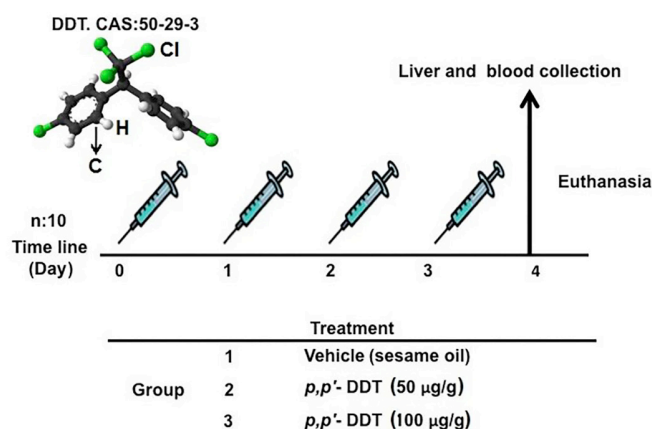 DDT. CAS:50-29-3
Cl
H
C
Liver and blood collection
Euthanasia
n:10
Time line
(Day)
0 1 2 3 4
Treatment
1 Vehicle (sesame oil)
Group 2 p,p'- DDT (50 µg/g)
3 p,p'- DDT (100 µg/g)